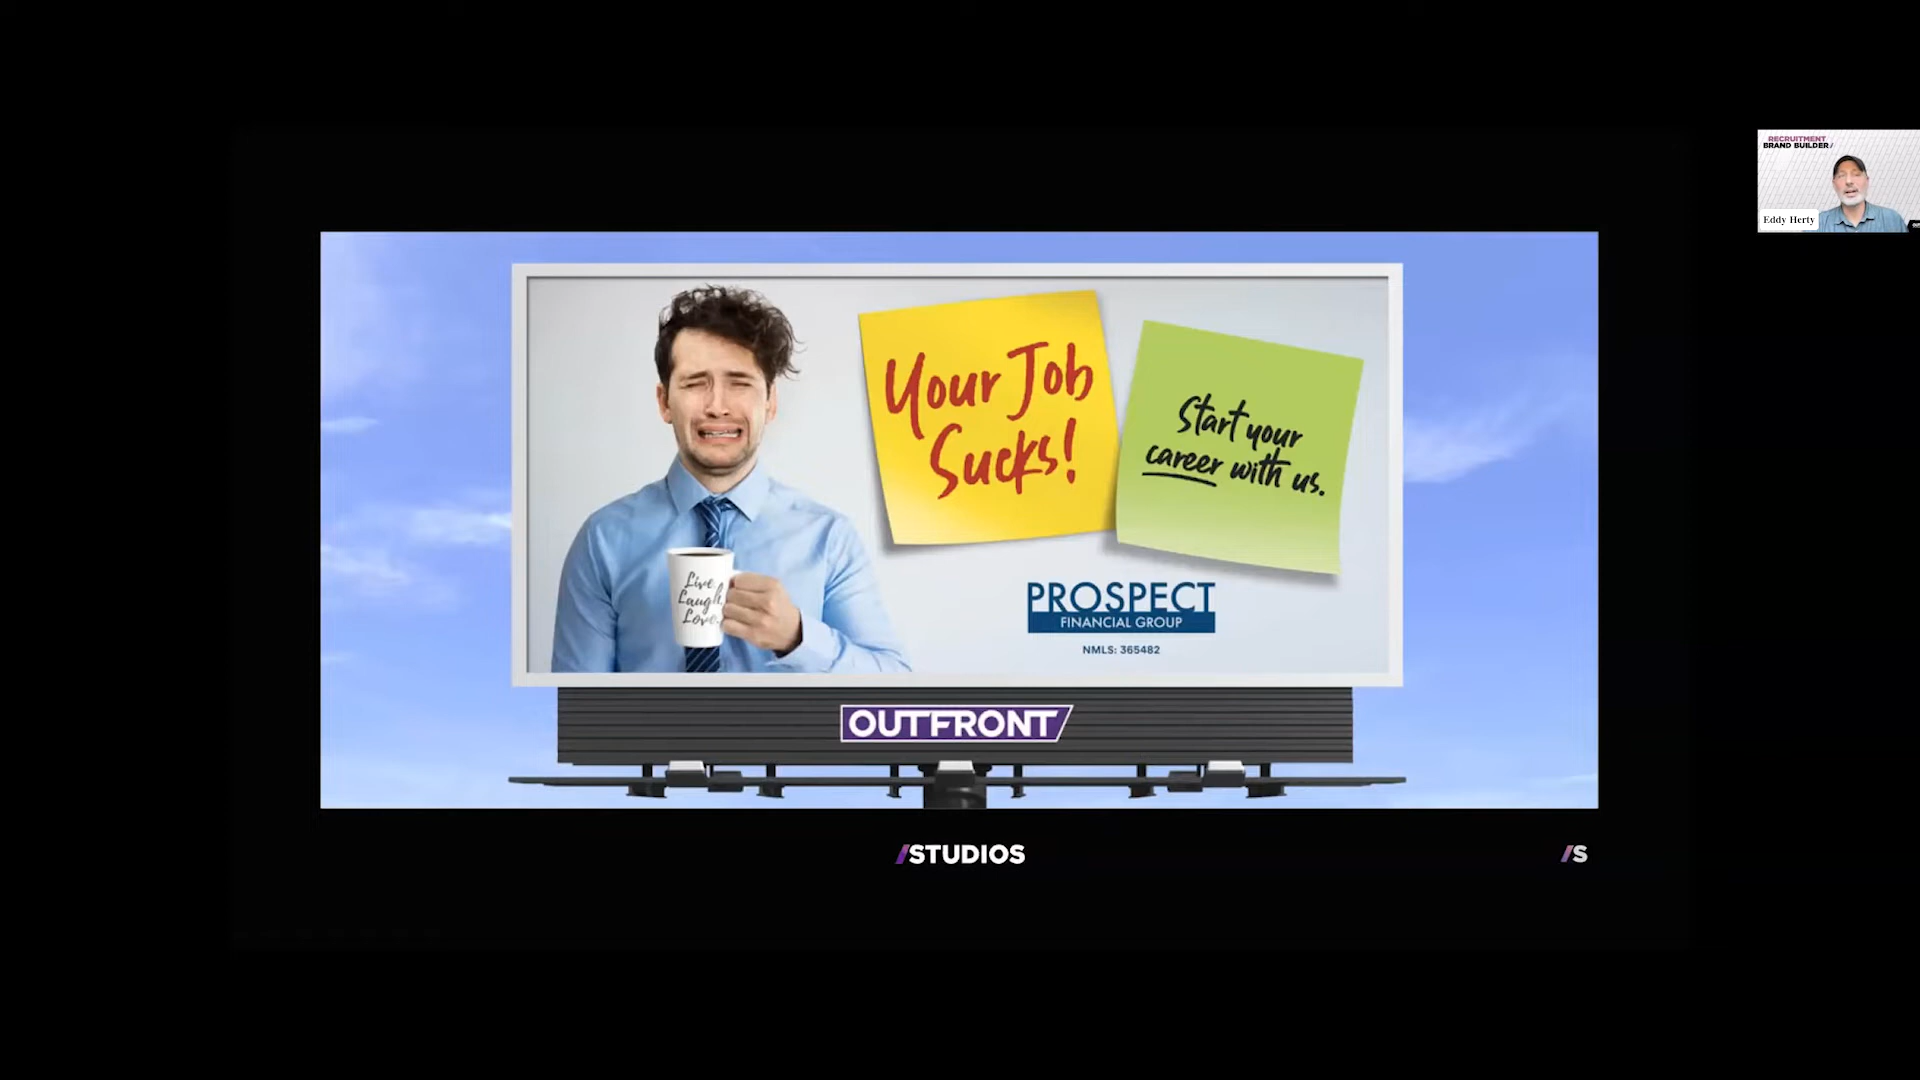 RECRUITMENT
BRAND BUILDER/
Eddy Herty
Your Job
Sucks!
Start your
career with us.
Live.
Laugh.
Love.
PROSPECT
FINANCIAL GROUP
NMLS: 365482
OUTFRONT/
/STUDIOS
/S